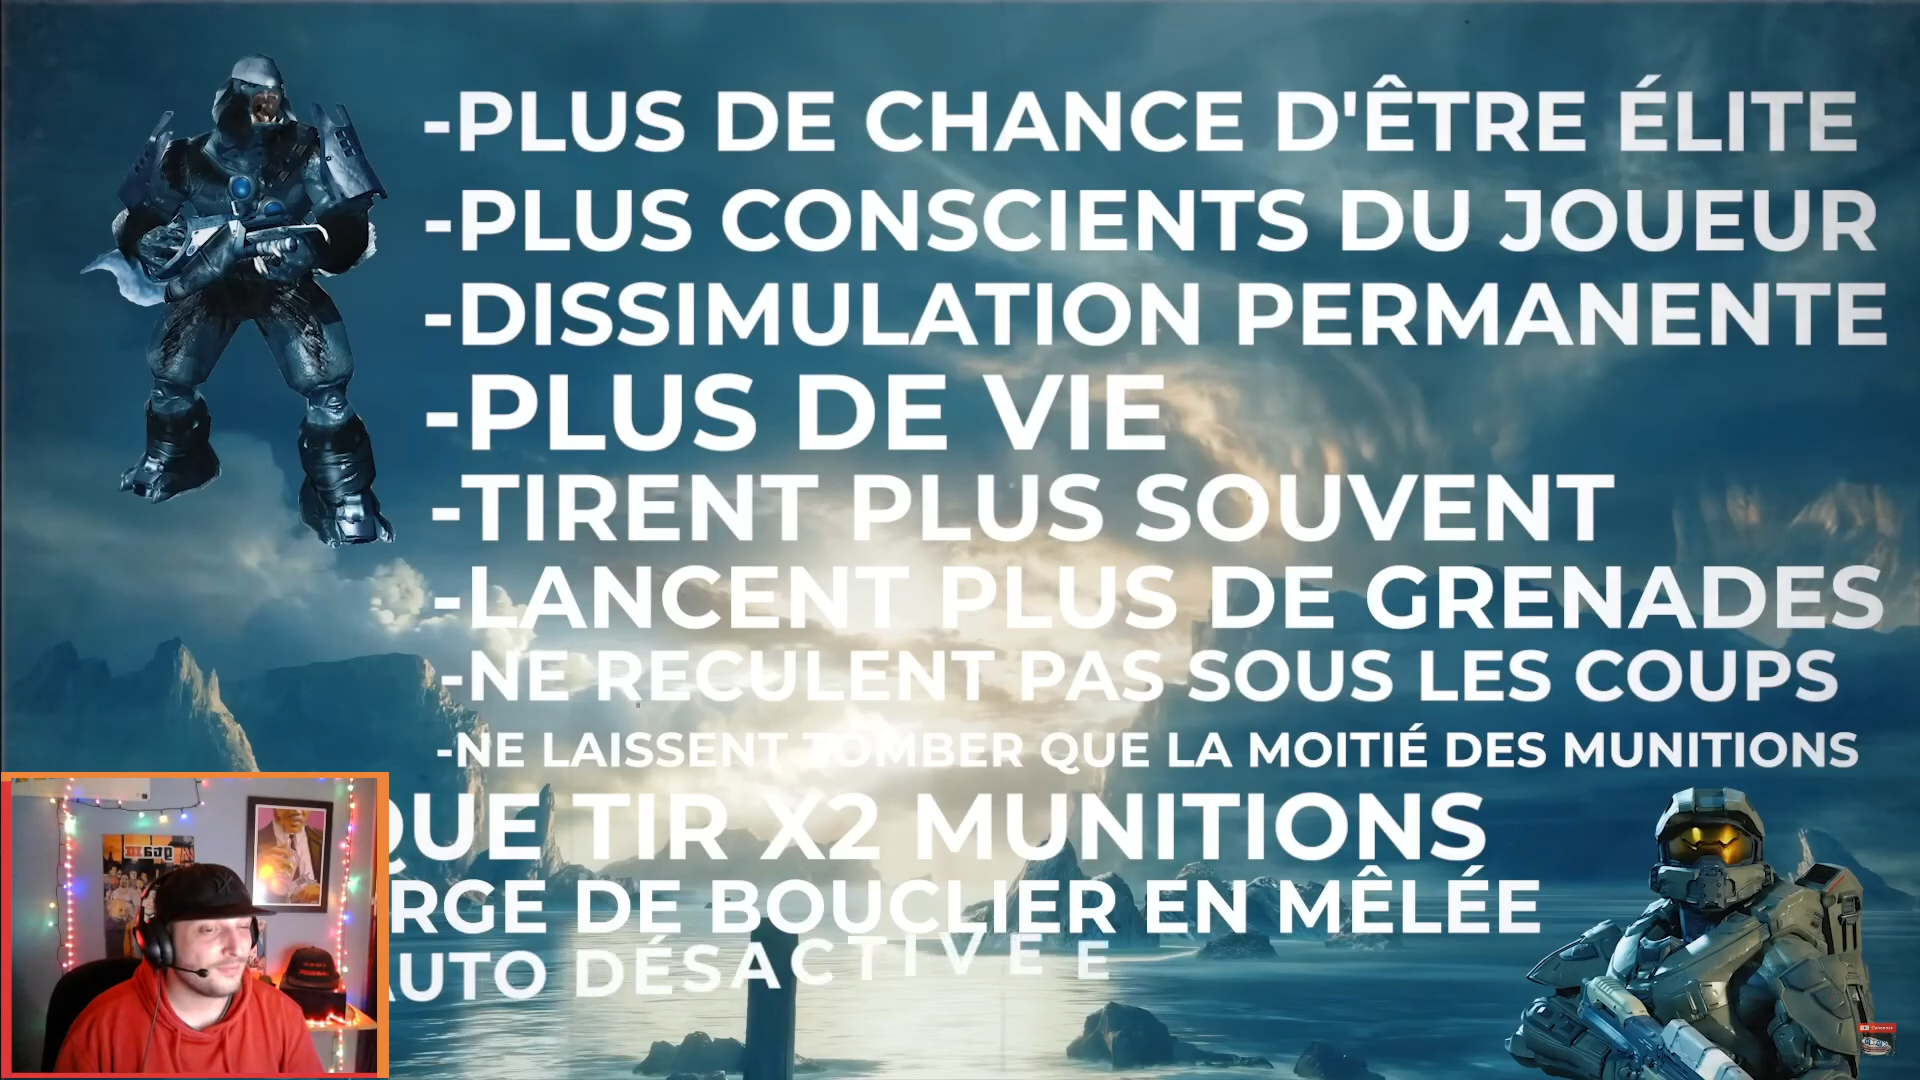 -PLUS DE CHANCE D'ÊTRE ÉLITE
-PLUS CONSCIENTS DU JOUEUR
-DISSIMULATION PERMANENTE
-PLUS DE VIE
-TIRENT PLUS SOUVENT
-LANCENT PLUS DE GRENADES
-NE RECULENT PAS SOUS LES COUPS
-NE LAISSENT TOMBER QUE LA MOITIÉ DES MUNITIONS
QUE TIR X2 MUNITIONS
RGE DE BOUCLIER EN MÊLÉE
AUTO DÉSACTIVÉE